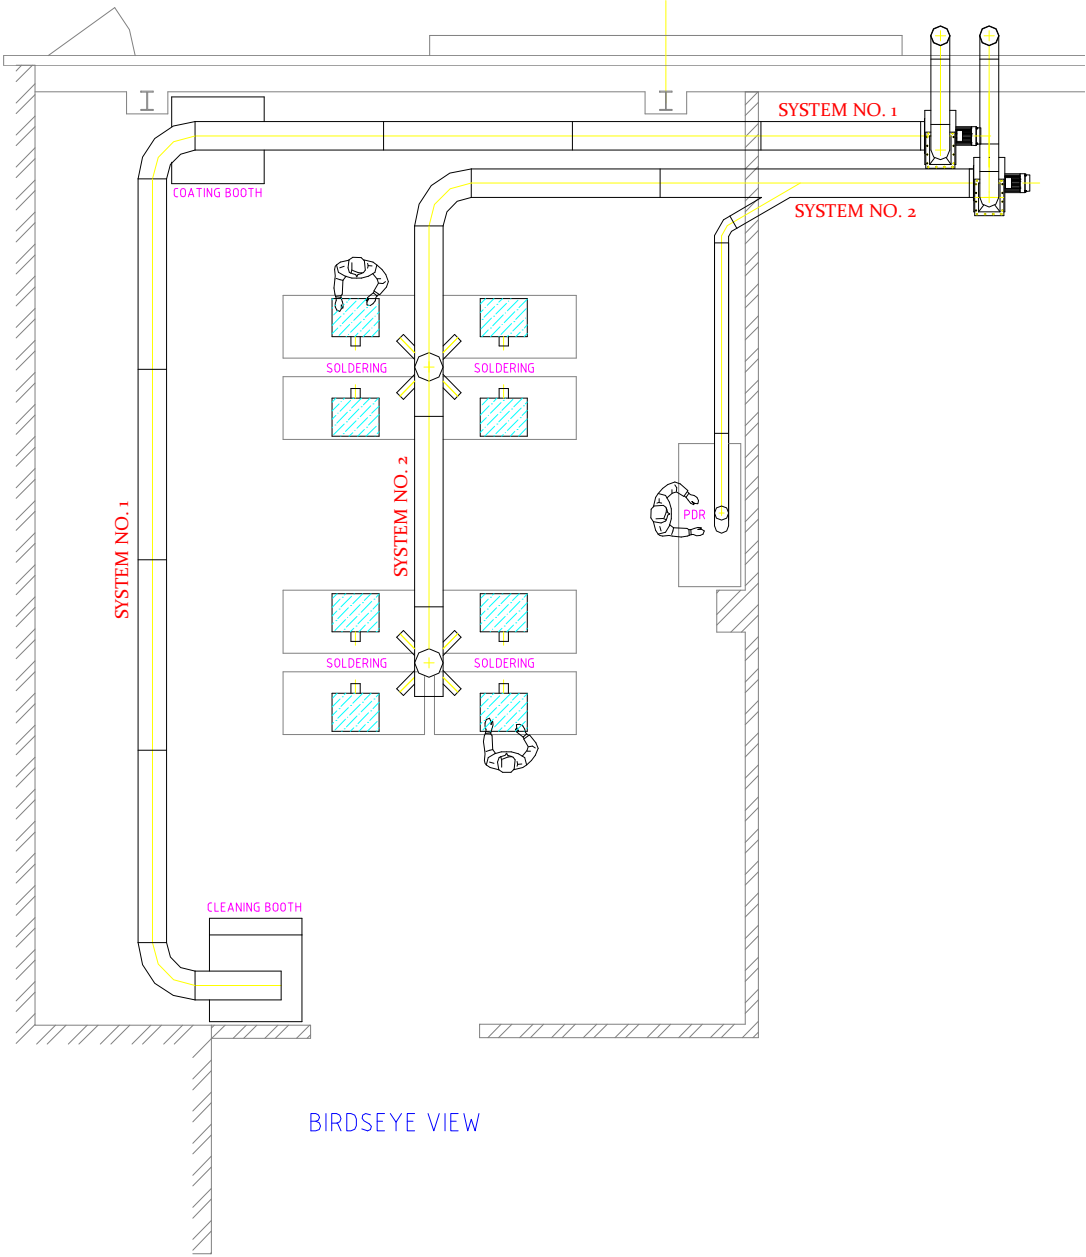 SYSTEM NO. 1
COATING BOOTH
SYSTEM NO. 2
SOLDERING
SOLDERING
SYSTEM NO. 2
SYSTEM NO. 1
PDR
SOLDERING
SOLDERING
CLEANING BOOTH
BIRDSEYE VIEW